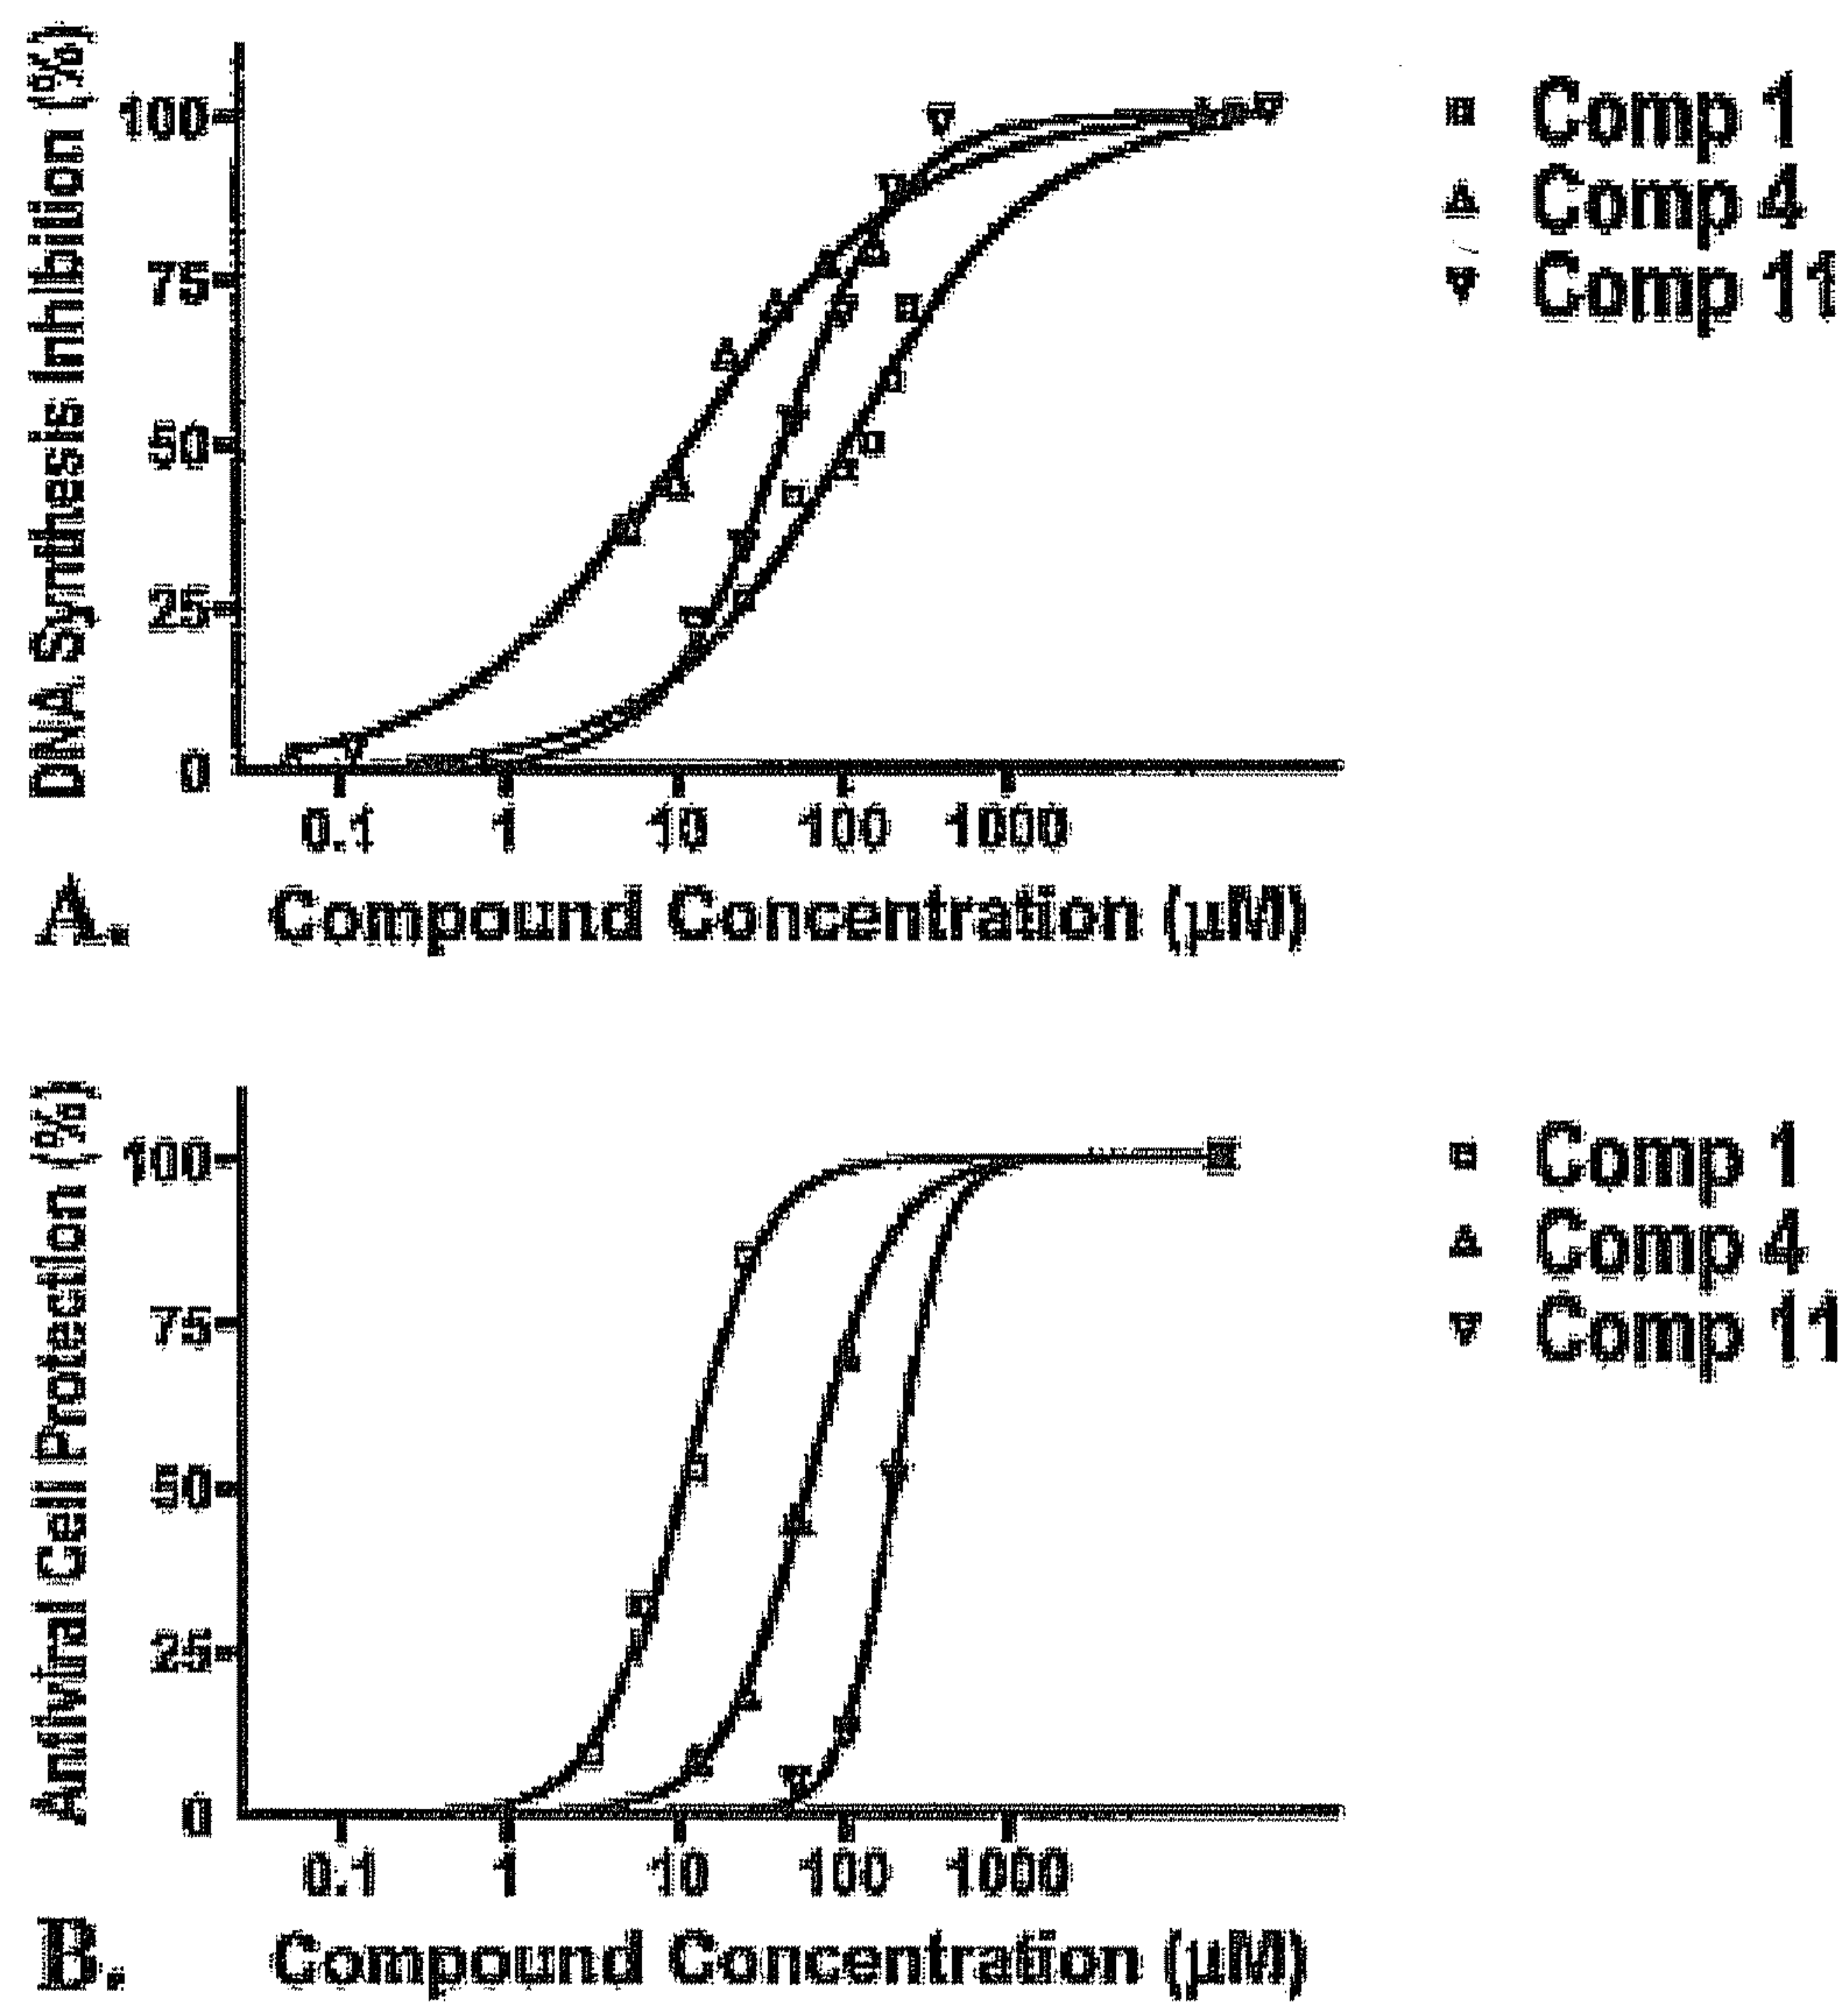 DNA Synthesis Inhibition (%)
100
75
50
25
0
0.1 1 10 100 1000
Compound Concentration (µM)
A.
Comp 1
Comp 4
Comp 11
Antiviral Cell Protection (%)
100
75
50
25
0
0.1 1 10 100 1000
Compound Concentration (µM)
B.
Comp 1
Comp 4
Comp 11